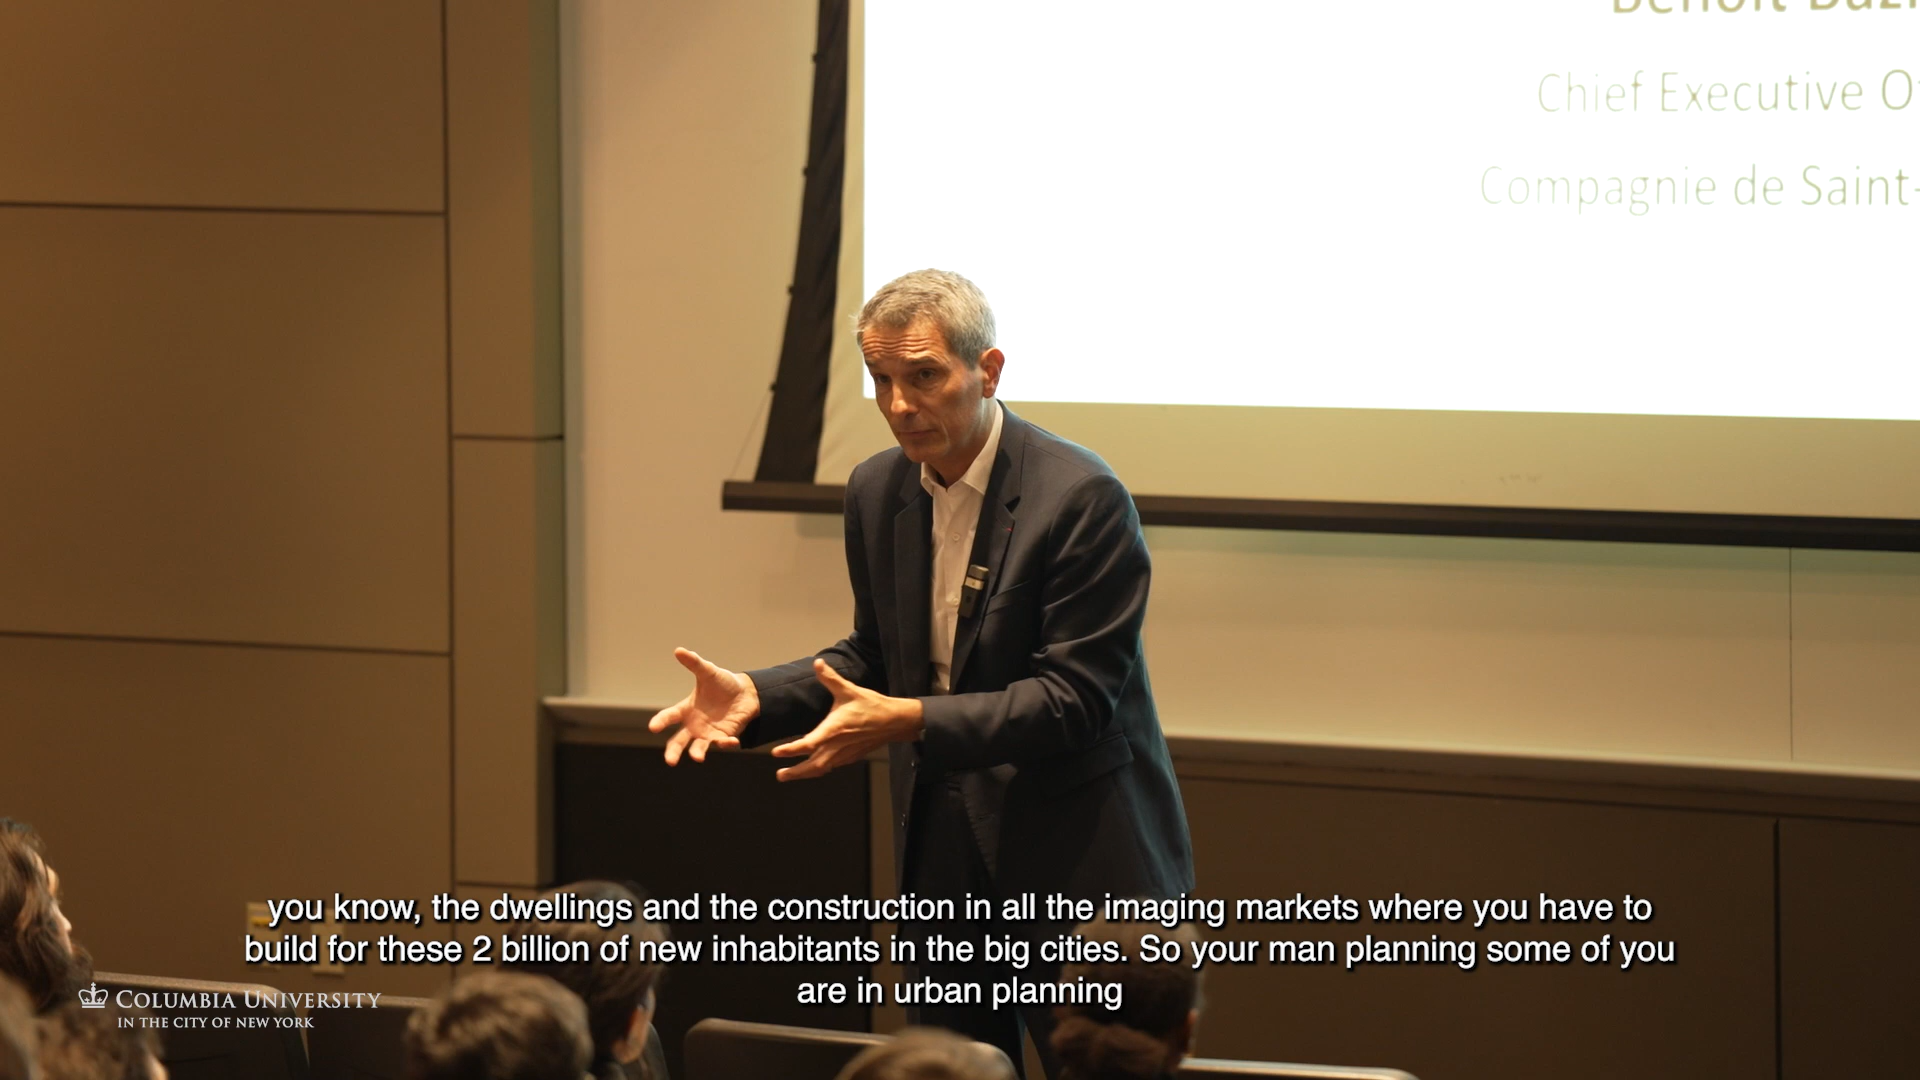 Benoit
Chief Executive
Compagnie de Saint-
you know, the dwellings and the construction in all the imaging markets where you have to
build for these 2 billion of new inhabitants in the big cities. So your man planning some of you
are in urban planning
COLUMBIA UNIVERSITY
IN THE CITY OF NEW YORK